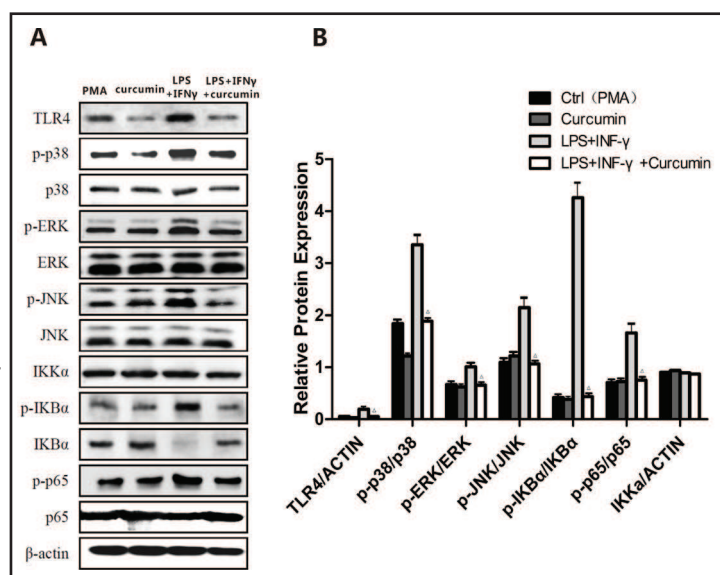 A
PMA
curcumin
LPS
+IFNγ
LPS+IFNγ
+curcumin
TLR4
p-p38
p38
p-ERK
ERK
p-JNK
JNK
IKKα
p-IKBα
IKBα
p-p65
p65
β-actin
B
Ctrl (PMA)
Curcumin
LPS+INF-γ
LPS+INF-γ +Curcumin
Relative Protein Expression
5
4
3
2
1
0
TLR4/ACTIN
p-p38/p38
p-ERK/ERK
p-JNK/JNK
p-IKBα/IKBα
p-p65/p65
IKKa/ACTIN